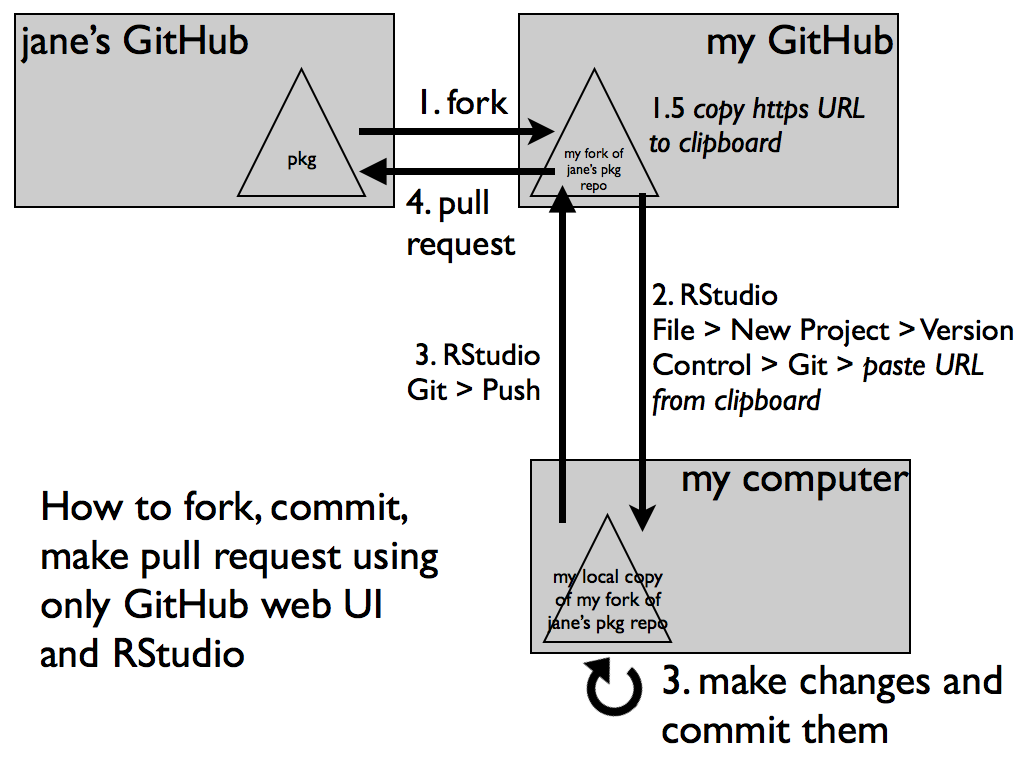 jane's GitHub
my GitHub
1. fork
1.5 copy https URL
to clipboard
pkg
my fork of
jane's pkg
repo
4. pull
request
2. RStudio
File > New Project > Version
Control > Git > paste URL
from clipboard
3. RStudio
Git > Push
my computer
How to fork, commit,
make pull request using
only GitHub web UI
and RStudio
my local copy
of my fork of
jane's pkg repo
3. make changes and
commit them